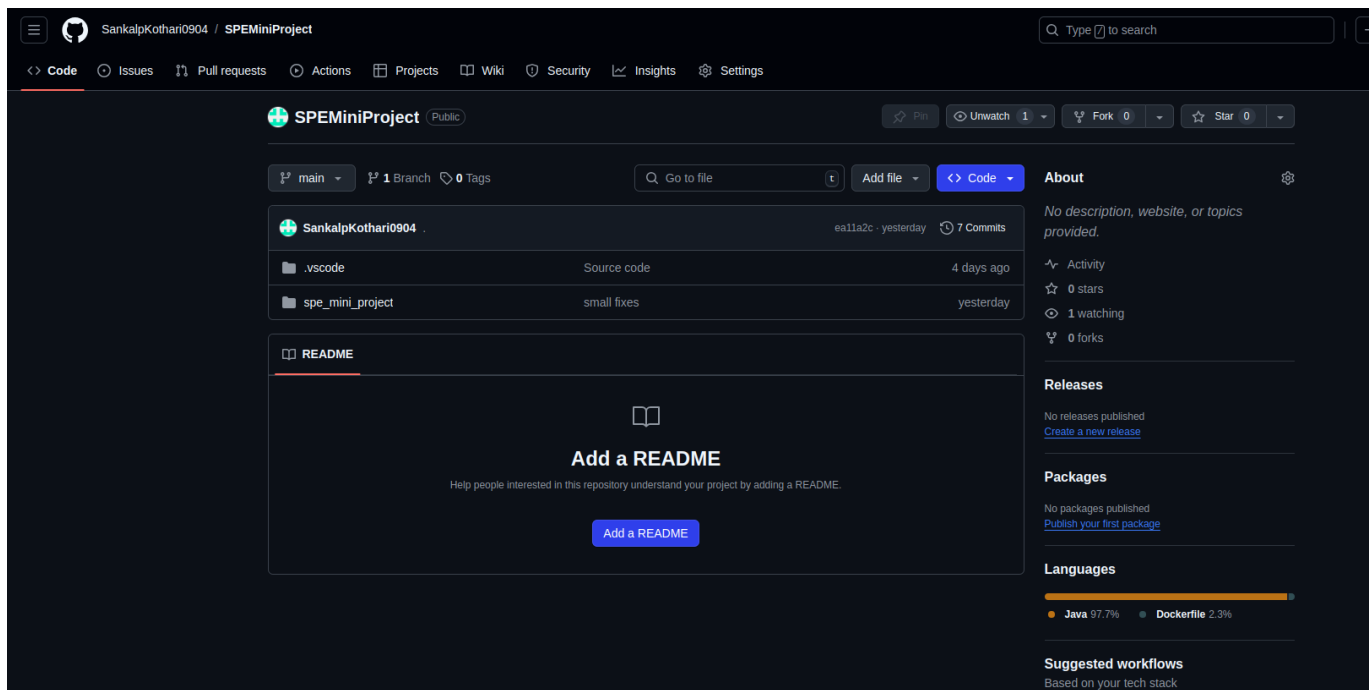 SankalpKothari0904 / SPEMiniProject
Type / to search
Code Issues Pull requests Actions Projects Wiki Security Insights Settings
SPEMiniProject Public
Pin Unwatch 1 Fork 0 Star 0
main 1 Branch 0 Tags Go to file t Add file Code
About
No description, website, or topics
provided.
SankalpKothari0904 . ea11a2c · yesterday 7 Commits
.vscode Source code 4 days ago
spe_mini_project small fixes yesterday
Activity
0 stars
1 watching
0 forks
README
Add a README
Help people interested in this repository understand your project by adding a README.
Add a README
Releases
No releases published
Create a new release
Packages
No packages published
Publish your first package
Languages
Java 97.7% Dockerfile 2.3%
Suggested workflows
Based on your tech stack